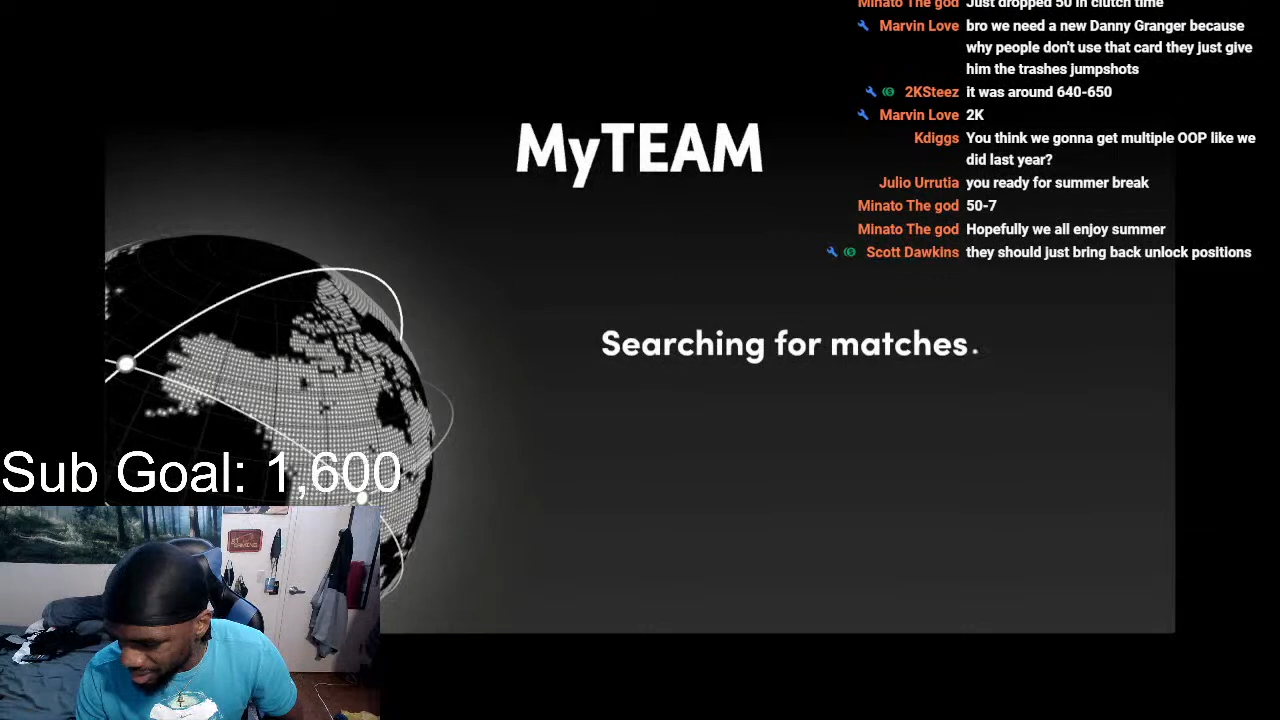 Minato The god Just dropped 50 in clutch time
Marvin Love bro we need a new Danny Granger because
why people don't use that card they just give
him the trashes jumpshots
2KSteez it was around 640-650
Marvin Love 2K
Kdiggs You think we gonna get multiple OOP like we
did last year?
Julio Urrutia you ready for summer break
Minato The god 50-7
Minato The god Hopefully we all enjoy summer
Scott Dawkins they should just bring back unlock positions
MyTEAM
Searching for matches.
Sub Goal: 1,600